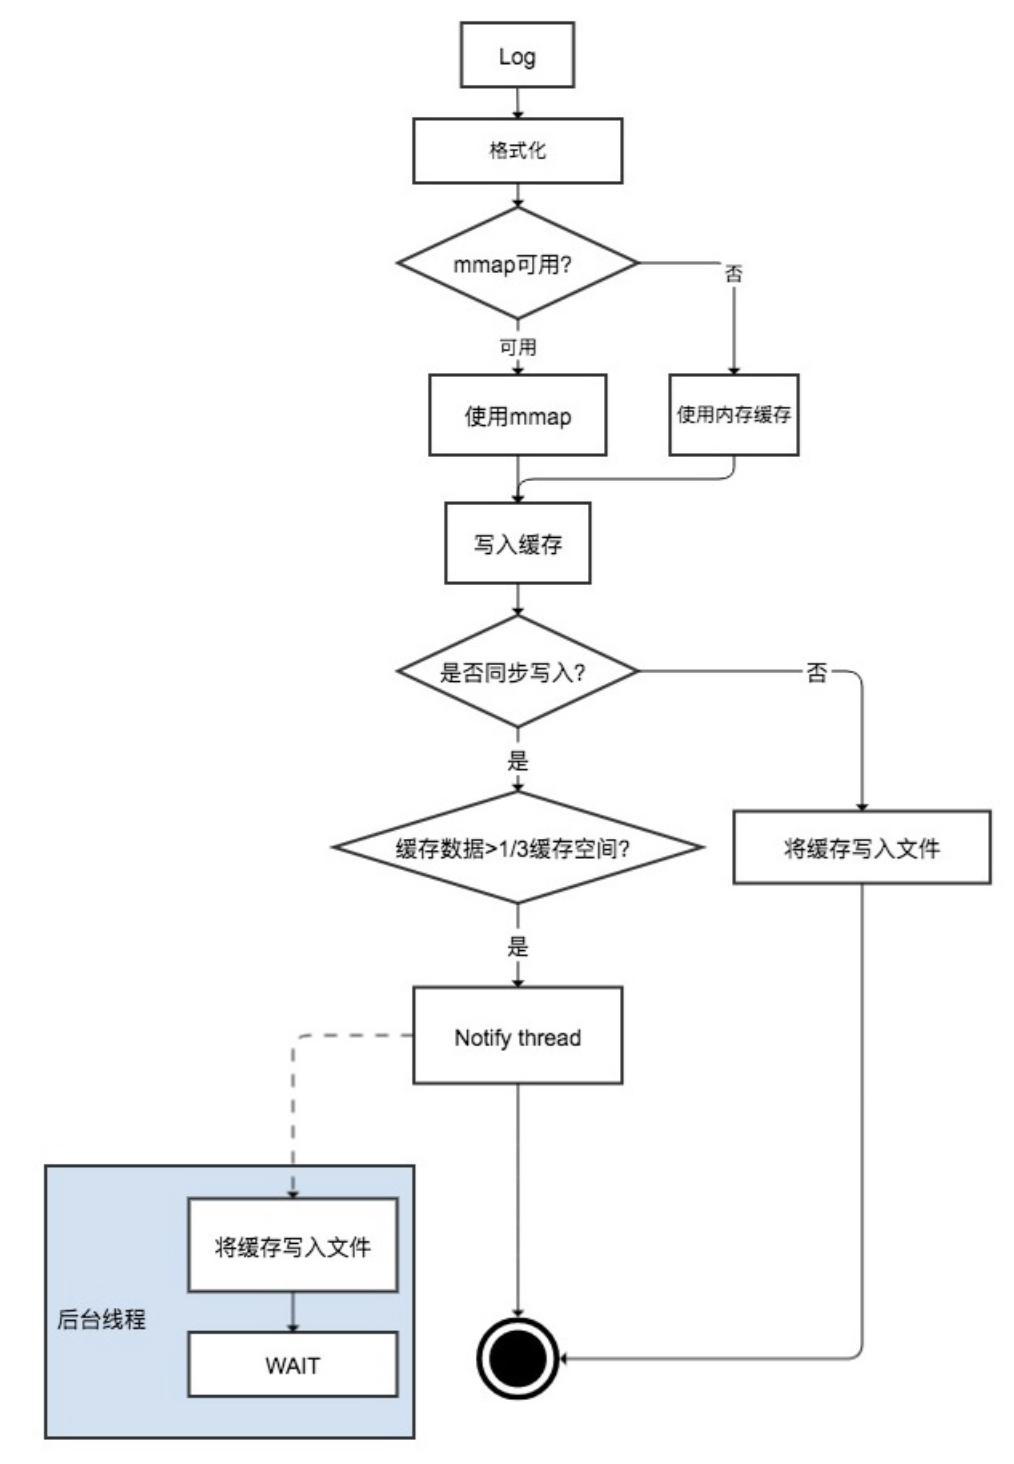 Log
格式化
mmap可用?
否
可用
使用mmap
使用内存缓存
写入缓存
是否同步写入?
否
是
缓存数据>1/3缓存空间?
将缓存写入文件
是
Notify thread
将缓存写入文件
后台线程
WAIT